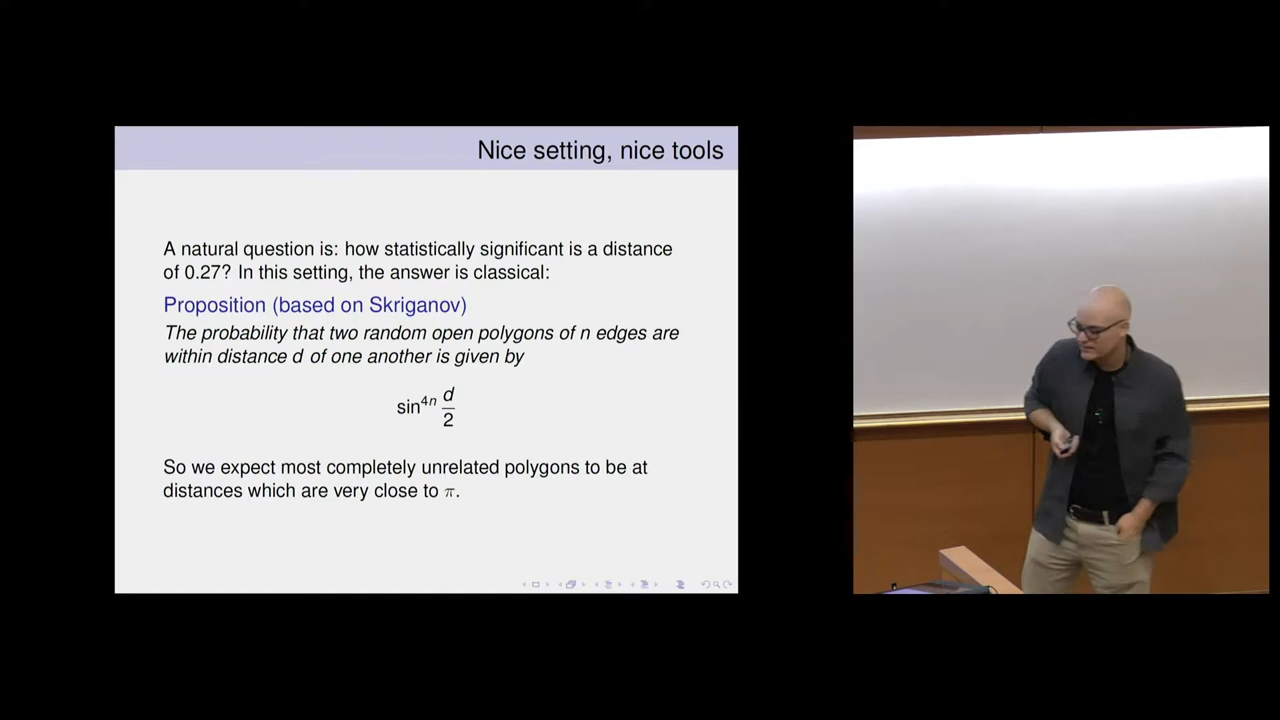 Nice setting, nice tools
A natural question is: how statistically significant is a distance
of 0.27? In this setting, the answer is classical:
Proposition (based on Skriganov)
The probability that two random open polygons of n edges are
within distance d of one another is given by
sin⁴ⁿ d/2
So we expect most completely unrelated polygons to be at
distances which are very close to π.